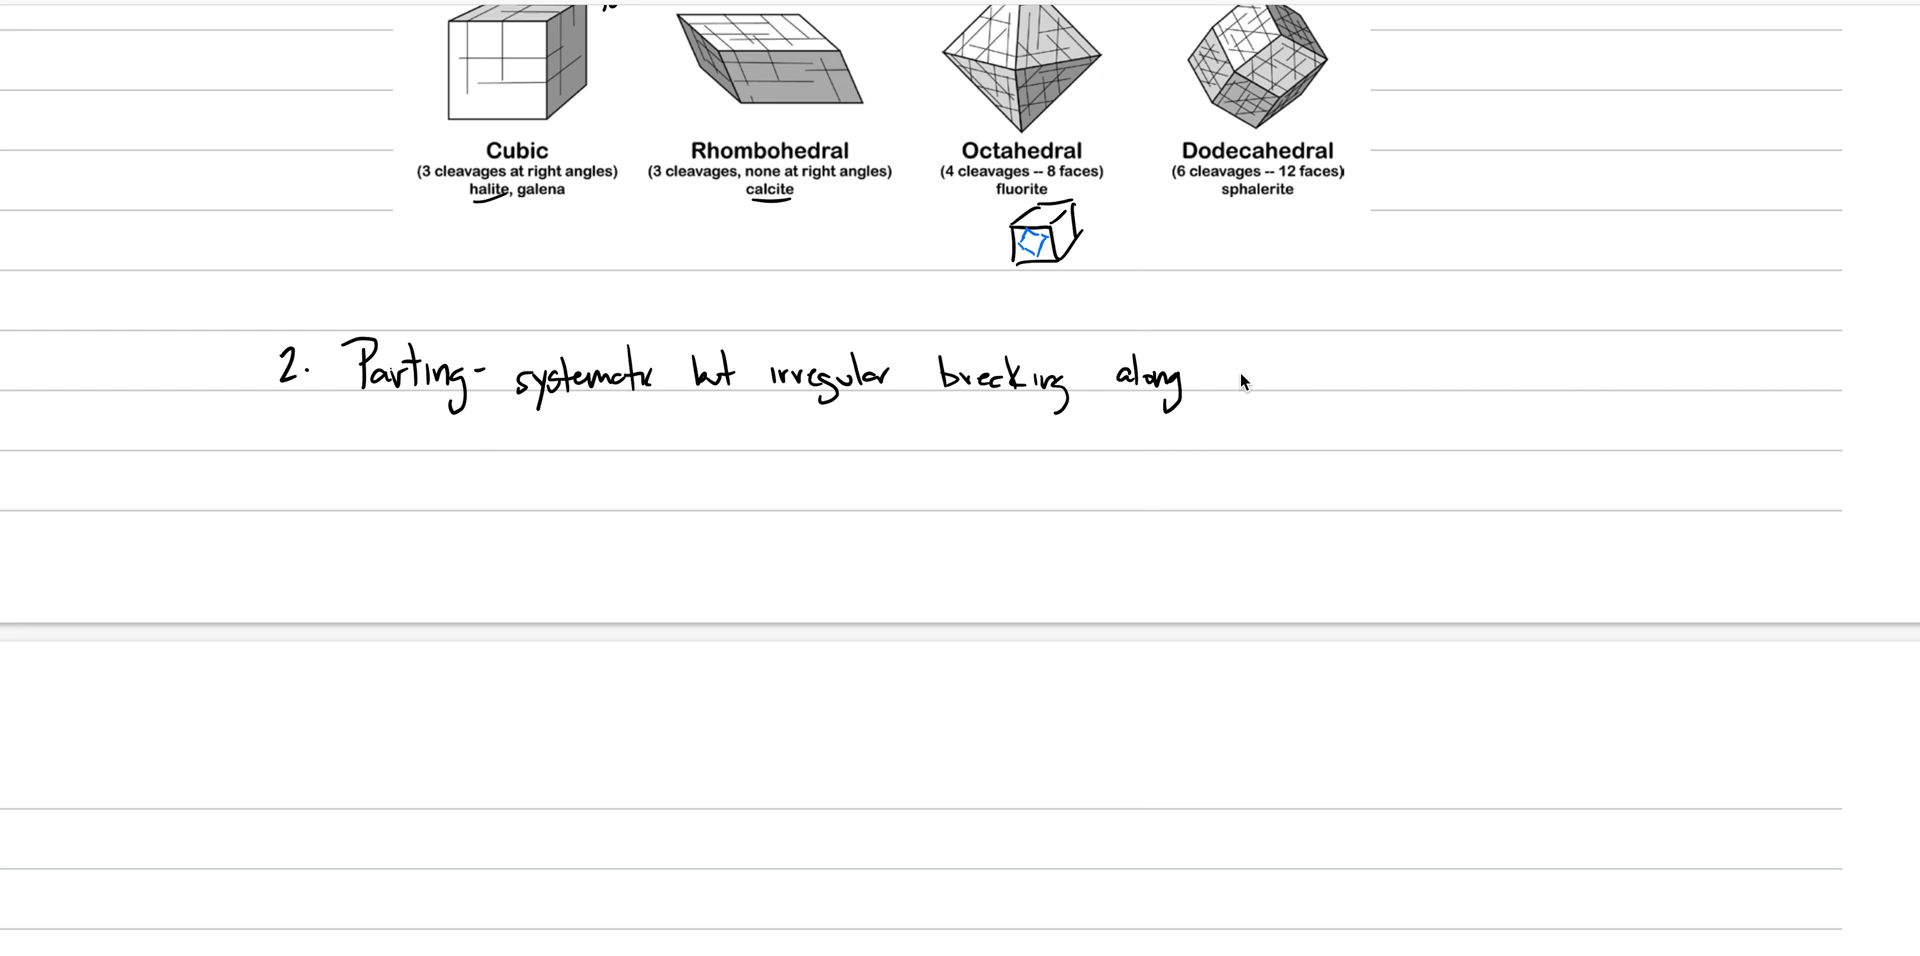 Cubic
(3 cleavages at right angles)
halite, galena
Rhombohedral
(3 cleavages, none at right angles)
calcite
Octahedral
(4 cleavages -- 8 faces)
fluorite
Dodecahedral
(6 cleavages -- 12 faces)
sphalerite
2. Parting- systematic but irregular breaking along